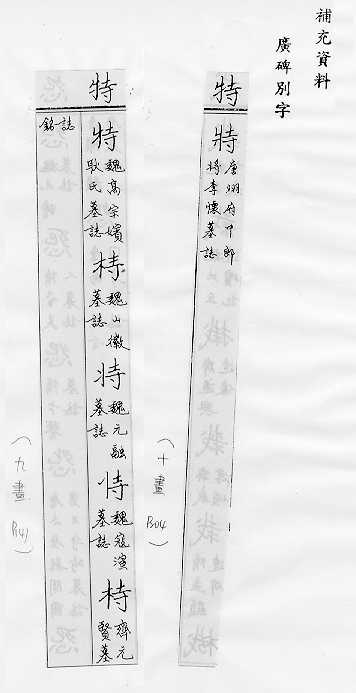 補充資料
廣碑別字
特
特
唐翊府中郎
將李懷墓誌
（十畫 P.304）
特
特
魏高宗嬪
耿氏墓誌
特
魏山徽
墓誌
特
魏元融
墓誌
特
魏寇演
墓誌
特
齊元
賢墓
誌銘
（九畫